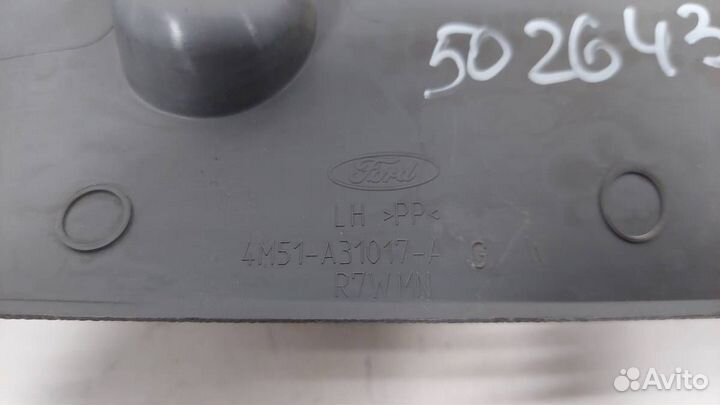 502643
Ford
LH >PP<
4M51-A31017-A G
R7WMN
Avito